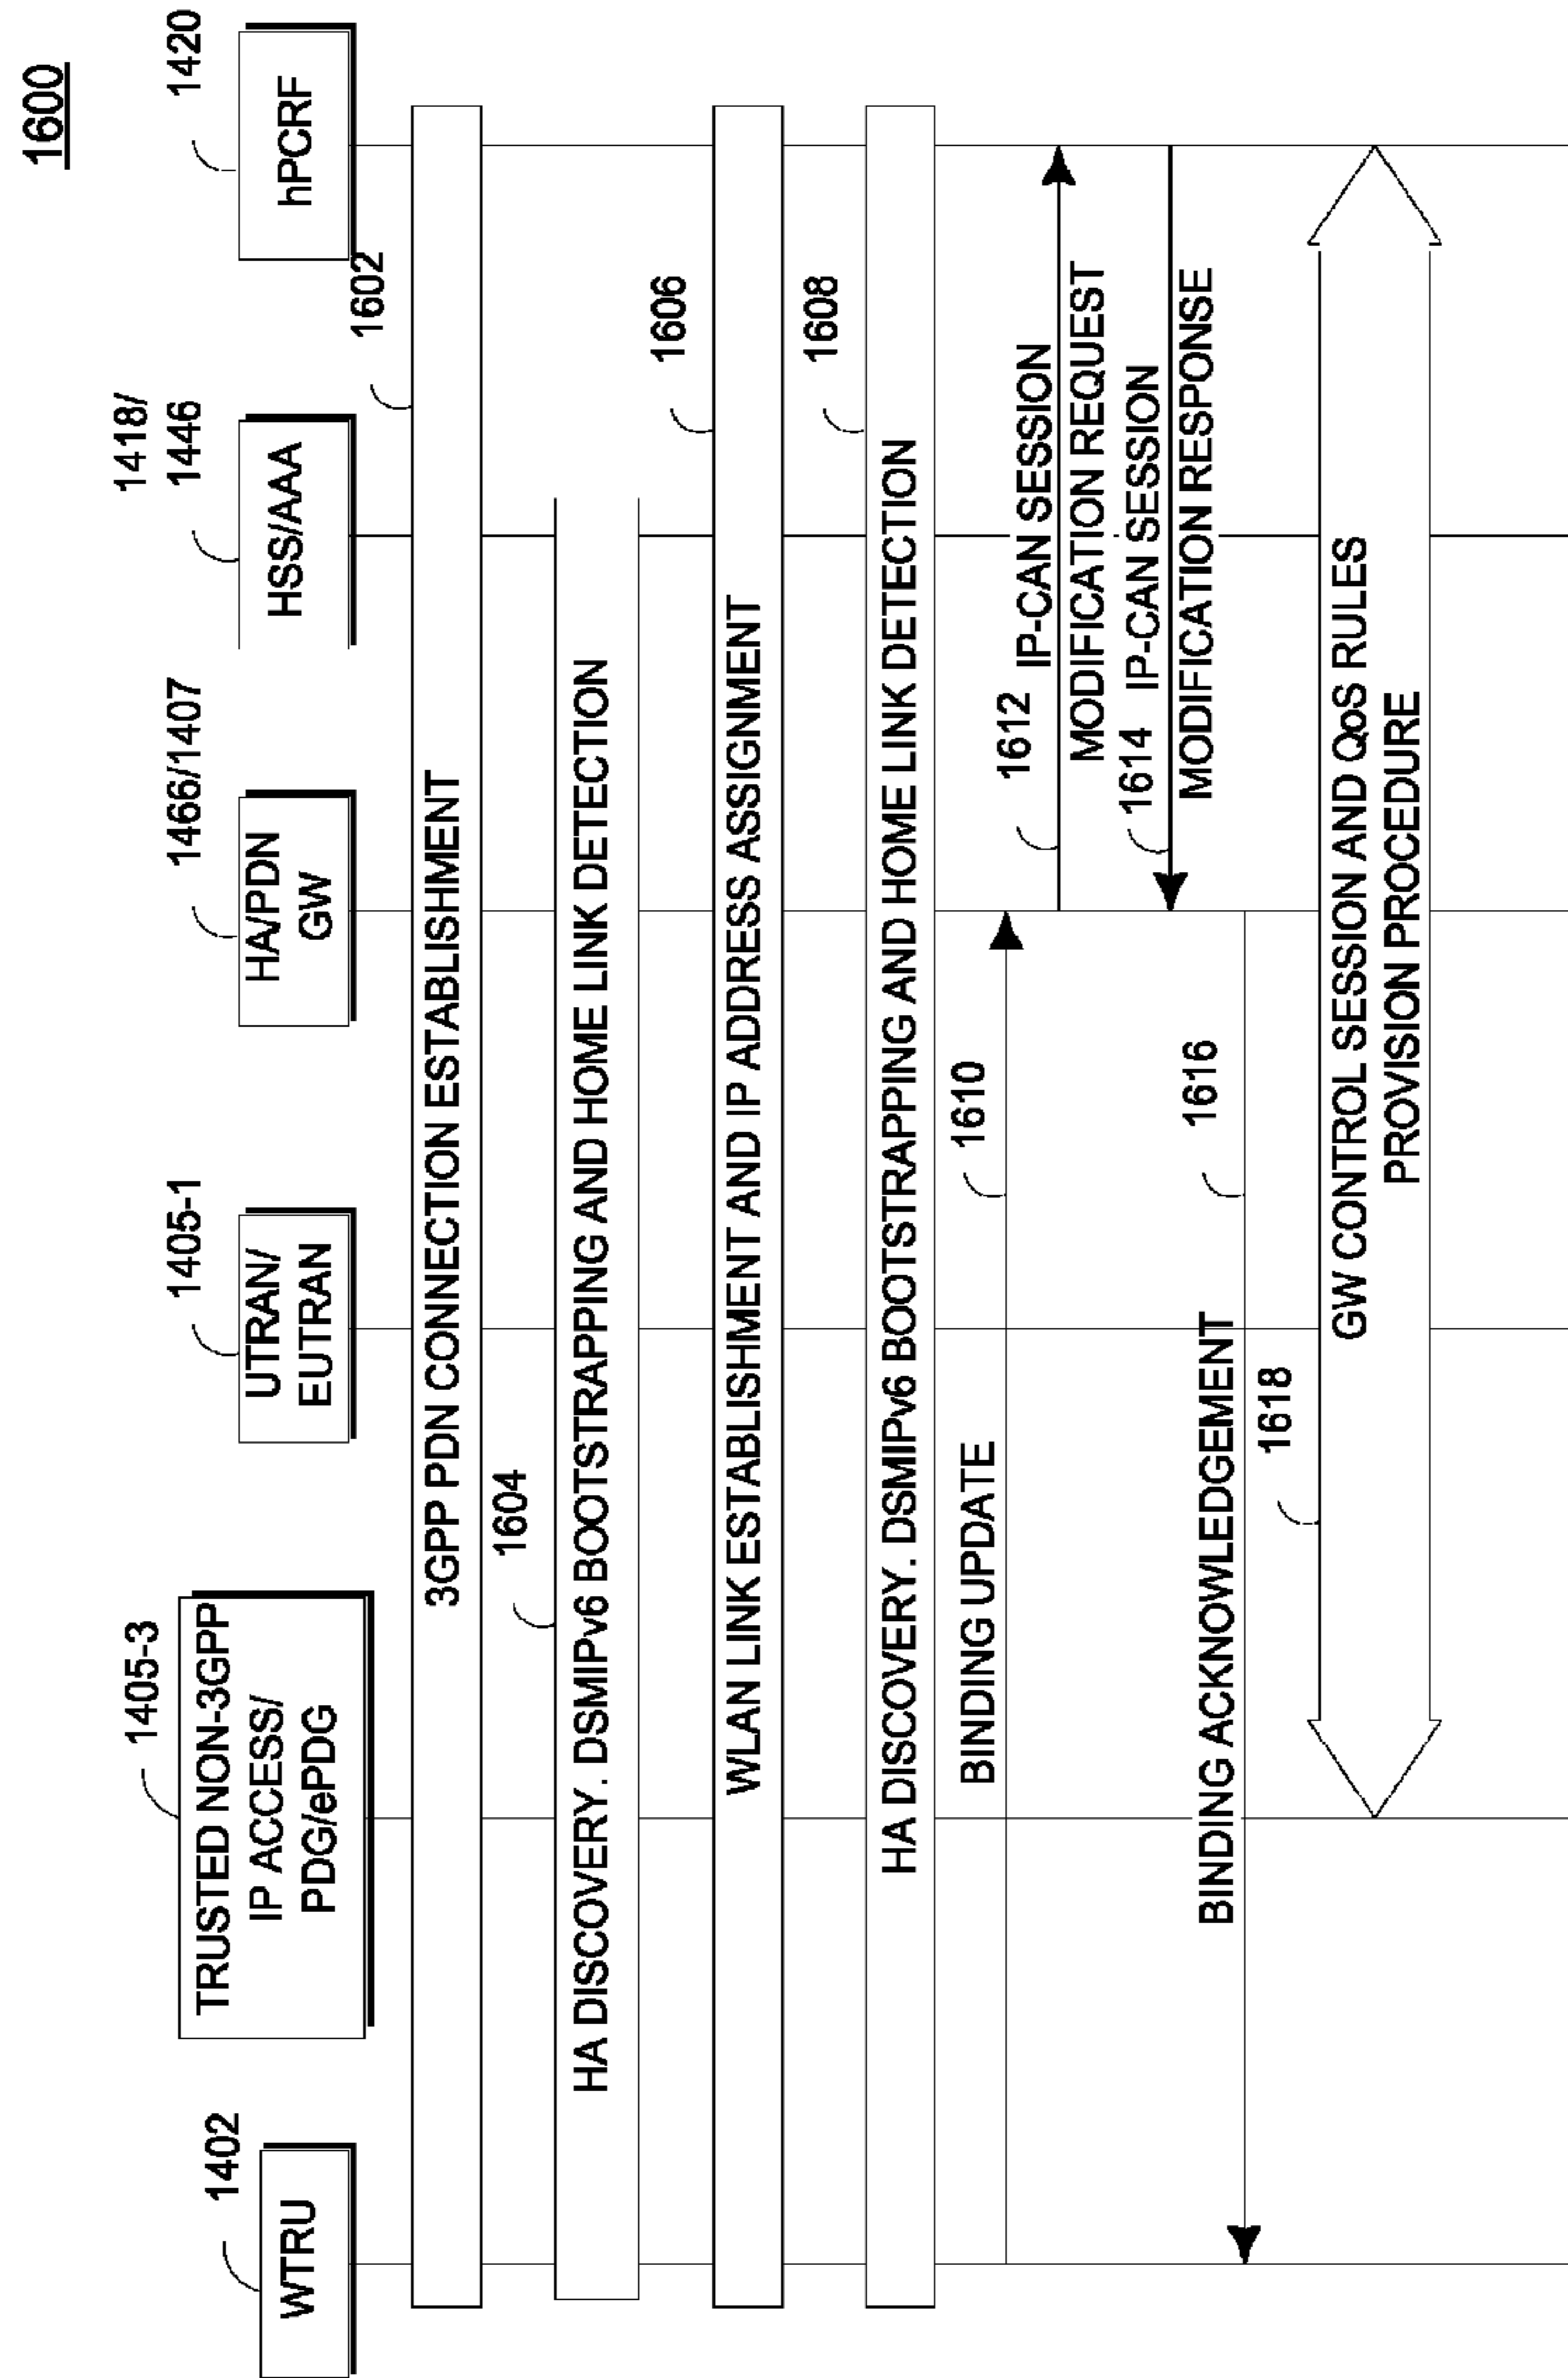 1600
1402
WTRU
1405-3
TRUSTED NON-3GPP
IP ACCESS/
PDG/ePDG
1405-1
UTRAN/
EUTRAN
1466/1407
HA/PDN
GW
1418/
1446
HSS/AAA
1420
hPCRF
1602
3GPP PDN CONNECTION ESTABLISHMENT
1604
HA DISCOVERY. DSMIPv6 BOOTSTRAPPING AND HOME LINK DETECTION
1606
WLAN LINK ESTABLISHMENT AND IP ADDRESS ASSIGNMENT
1608
HA DISCOVERY. DSMIPv6 BOOTSTRAPPING AND HOME LINK DETECTION
BINDING UPDATE
1610
1612
IP-CAN SESSION
MODIFICATION REQUEST
1614
IP-CAN SESSION
MODIFICATION RESPONSE
BINDING ACKNOWLEDGEMENT
1616
1618
GW CONTROL SESSION AND QoS RULES
PROVISION PROCEDURE